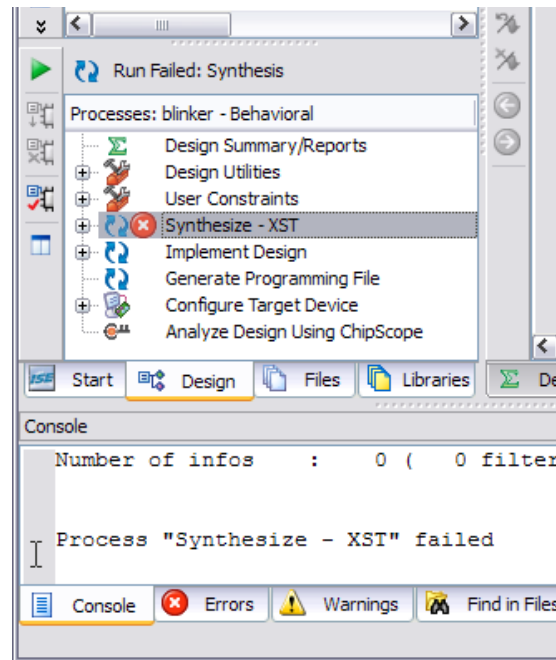 Run Failed: Synthesis
Processes: blinker - Behavioral
Design Summary/Reports
Design Utilities
User Constraints
Synthesize - XST
Implement Design
Generate Programming File
Configure Target Device
Analyze Design Using ChipScope
ISE Start Design Files Libraries Σ De
Console
Number of infos : 0 ( 0 filter
Process "Synthesize - XST" failed
Console Errors Warnings Find in Files